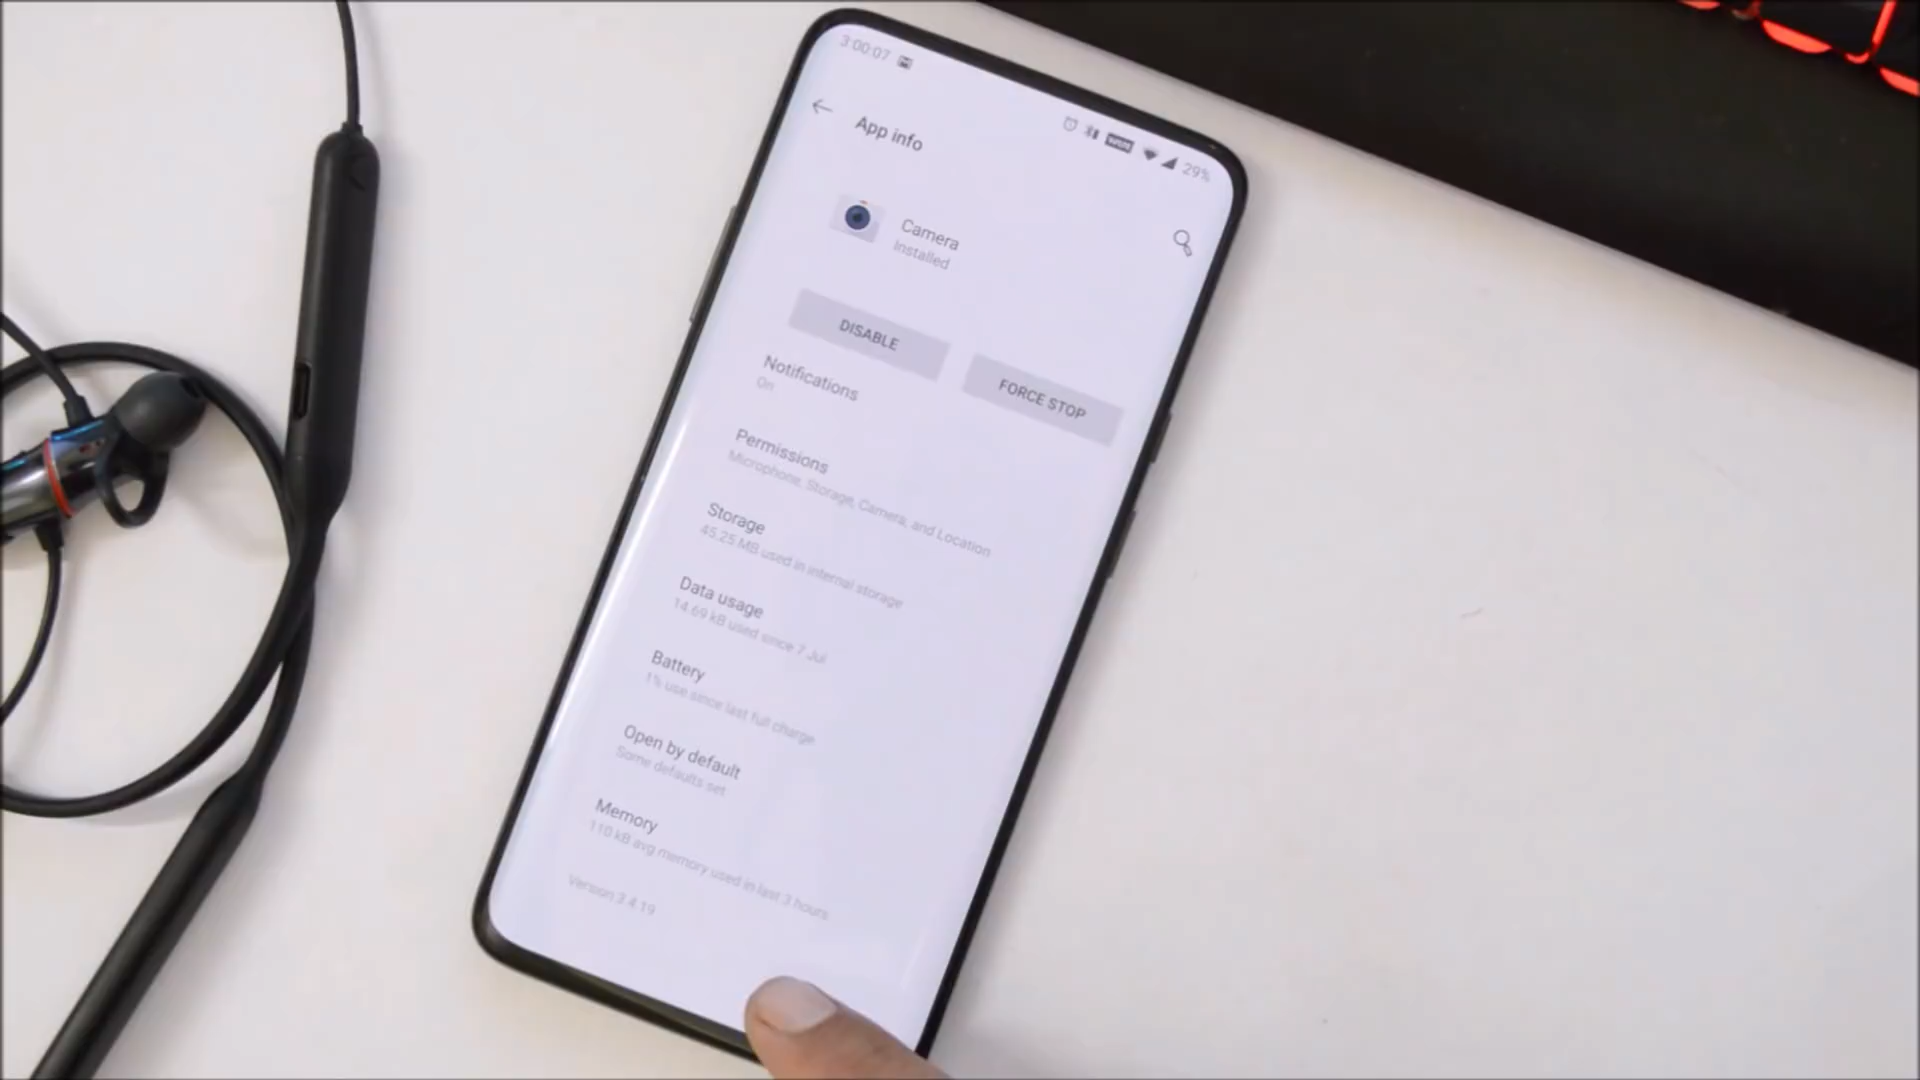 3:00:07
29%
App info
Camera
Installed
DISABLE
FORCE STOP
Notifications
On
Permissions
Microphone, Storage, Camera, and Location
Storage
45.25 MB used in internal storage
Data usage
14.69 kB used since 7 Jul
Battery
1% use since last full charge
Open by default
Some defaults set
Memory
110 kB avg memory used in last 3 hours
Version 3.4.19